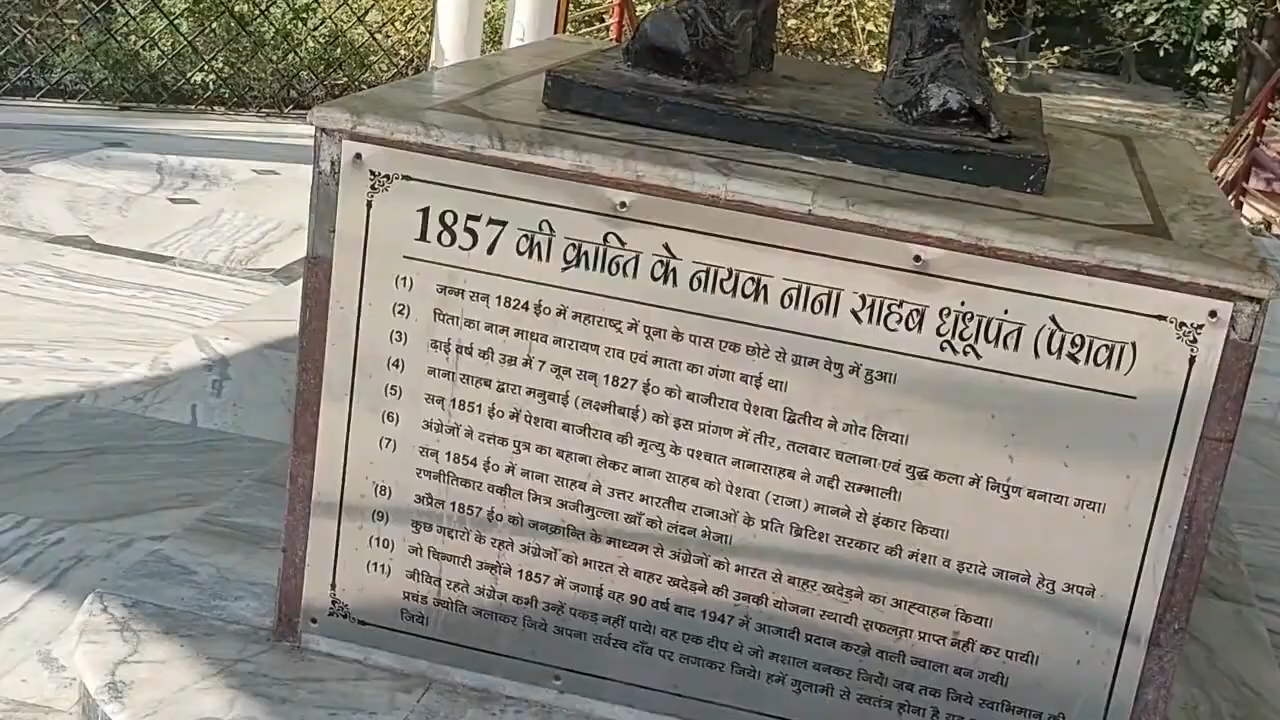 1857 की क्रान्ति के नायक नाना साहब धूंधूपंत (पेशवा)
(1) जन्म सन् 1824 ई० में महाराष्ट्र में पूना के पास एक छोटे से ग्राम वेणु में हुआ।
(2) पिता का नाम माधव नारायण राव एवं माता का गंगा बाई था।
(3) ढ़ाई वर्ष की उम्र में 7 जून सन् 1827 ई० को बाजीराव पेशवा द्वितीय ने गोद लिया।
(4) नाना साहब द्वारा मनुबाई (लक्ष्मीबाई) को इस प्रांगण में तीर, तलवार चलाना एवं युद्ध कला में निपुंण बनाया गया।
(5) सन् 1851 ई० में पेशवा बाजीराव की मृत्यु के पश्चात नानासाहब ने गद्दी सम्भाली।
(6) अंग्रेजों ने दत्तक पुत्र का बहाना लेकर नाना साहब को पेशवा (राजा) मानने से इंकार किया।
(7) सन् 1854 ई० में नाना साहब ने उत्तर भारतीय राजाओं के प्रति ब्रिटिश सरकार की मंशा व इरादे जानने हेतु अपने
रणनीतिकार वकील मित्र अजीमुल्ला खाँ को लंदन भेजा।
(8) अप्रैल 1857 ई० को जनक्रान्ति के माध्यम से अंग्रेजों को भारत से बाहर खदेड़ने का आह्वाहन किया।
(9) कुछ गद्दारों के रहते अंग्रेजों को भारत से बाहर खदेड़ने की उनकी योजना स्थायी सफलता प्राप्त नहीं कर पायी।
(10) जो चिन्गारी उन्होंने 1857 में जगाई वह 90 वर्ष बाद 1947 में आजादी प्रदान करने वाली ज्वाला बन गयी।
(11) जीवित रहते अंग्रेज कभी उन्हें पकड़ नहीं पाये। वह एक दीप थे जो मशाल बनकर जिये। जब तक जिये स्वाभिमान की
प्रचंड ज्योति जलाकर जिये अपना सर्वस्व दाँव पर लगाकर जिये। हमें गुलामी से स्वतंत्र होना है
जिये।